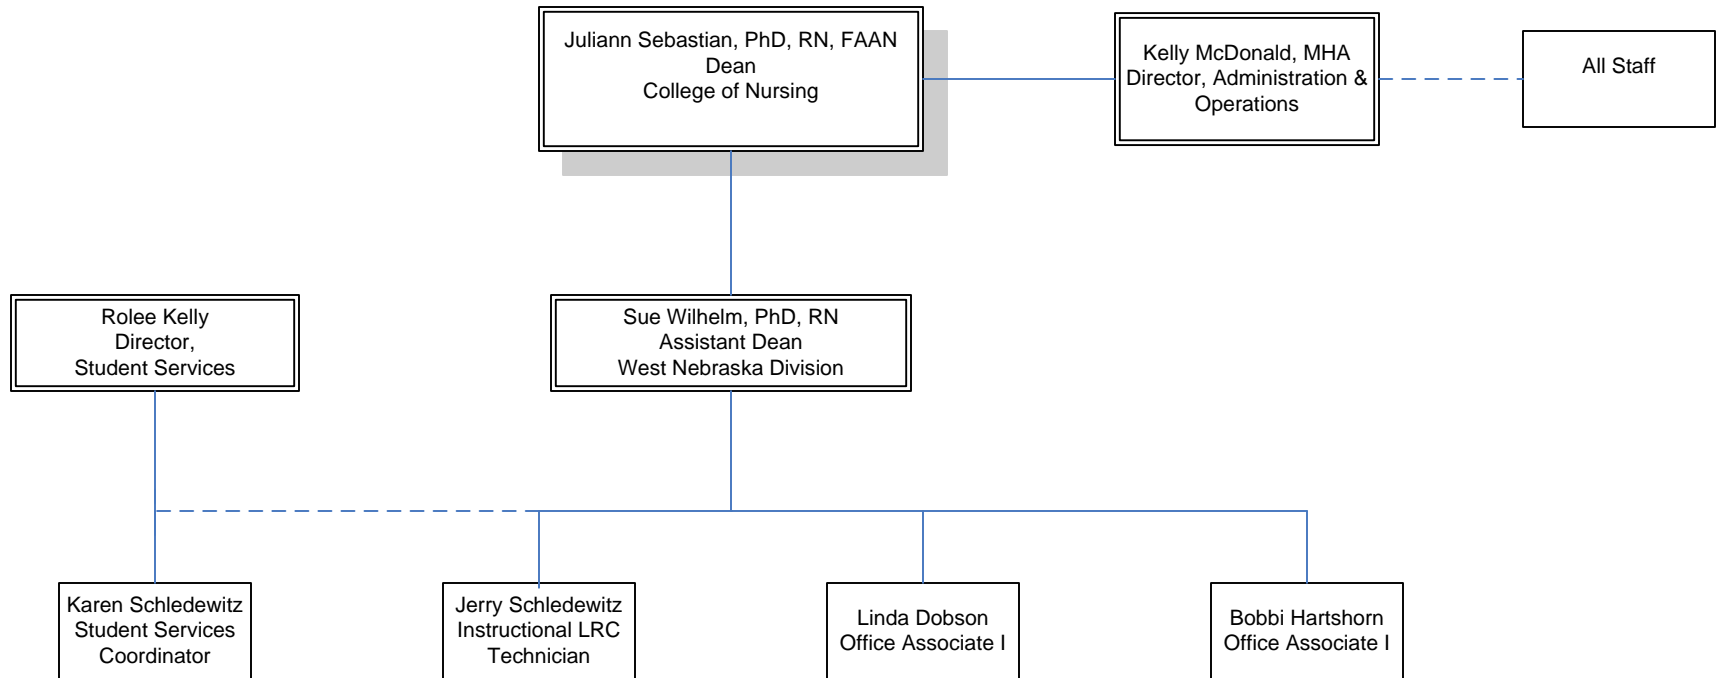 Juliann Sebastian, PhD, RN, FAAN
Dean
College of Nursing
Kelly McDonald, MHA
Director, Administration &
Operations
All Staff
Rolee Kelly
Director,
Student Services
Sue Wilhelm, PhD, RN
Assistant Dean
West Nebraska Division
Karen Schledewitz
Student Services
Coordinator
Jerry Schledewitz
Instructional LRC
Technician
Linda Dobson
Office Associate I
Bobbi Hartshorn
Office Associate I